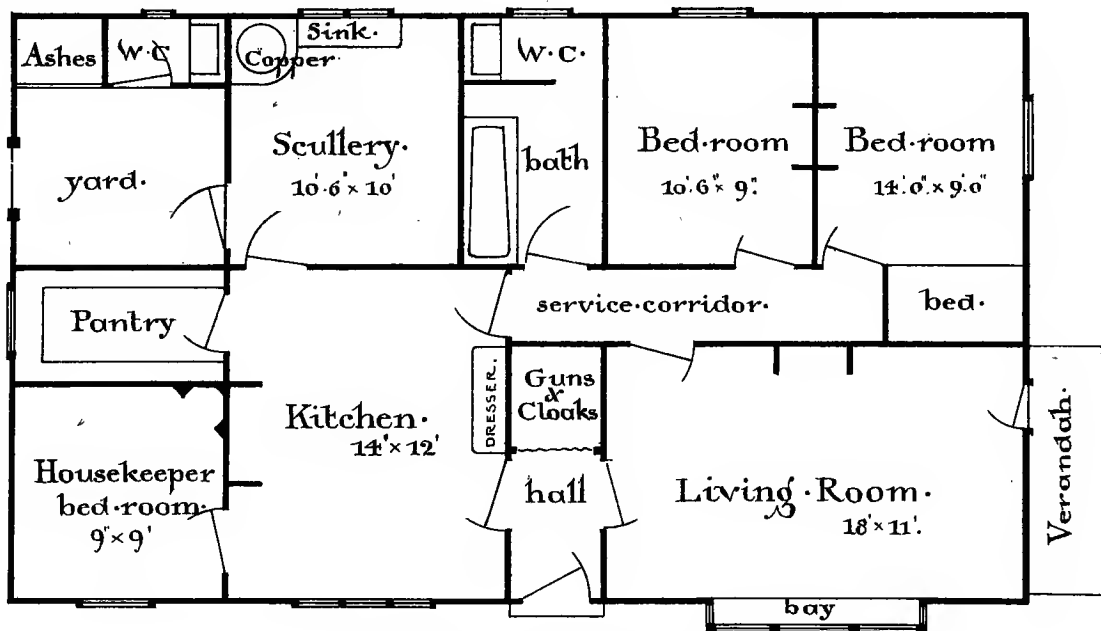 Ashes
W.C
Copper.
Sink.
W.C.
Scullery.
10'.6" × 10'
bath
Bed.room
10'.6" × 9".
Bed.room
14'.0" × 9'.0"
yard.
Pantry
service.corridor.
bed.
Kitchen.
14' × 12'
DRESSER.
Guns
&
Cloaks
Housekeeper
bed.room.
9" × 9'
hall
Living.Room.
18' × 11'.
Verandah.
bay